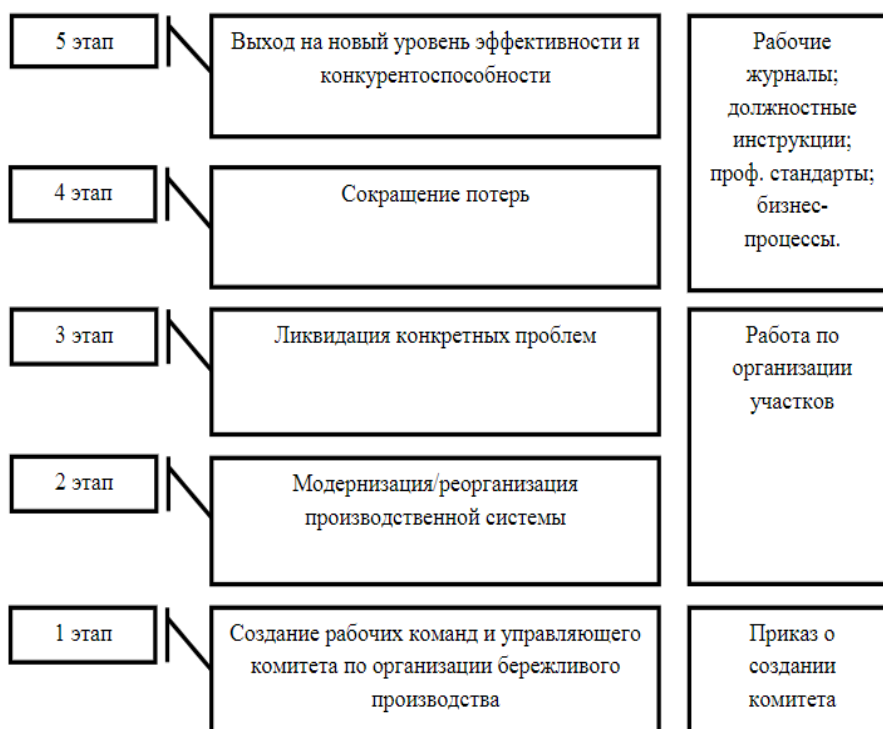 5 этап
Выход на новый уровень эффективности и
конкурентоспособности
Рабочие
журналы;
должностные
инструкции;
проф. стандарты;
бизнес-
процессы.
4 этап
Сокращение потерь
3 этап
Ликвидация конкретных проблем
Работа по
организации
участков
2 этап
Модернизация/реорганизация
производственной системы
1 этап
Создание рабочих команд и управляющего
комитета по организации бережливого
производства
Приказ о
создании
комитета